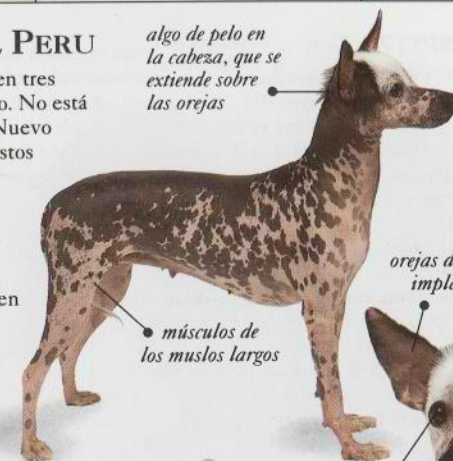 PERU
en tres
o. No está
Nuevo
stos
en
algo de pelo en
la cabeza, que se
extiende sobre
las orejas
músculos de
los muslos largos
orejas d
impla